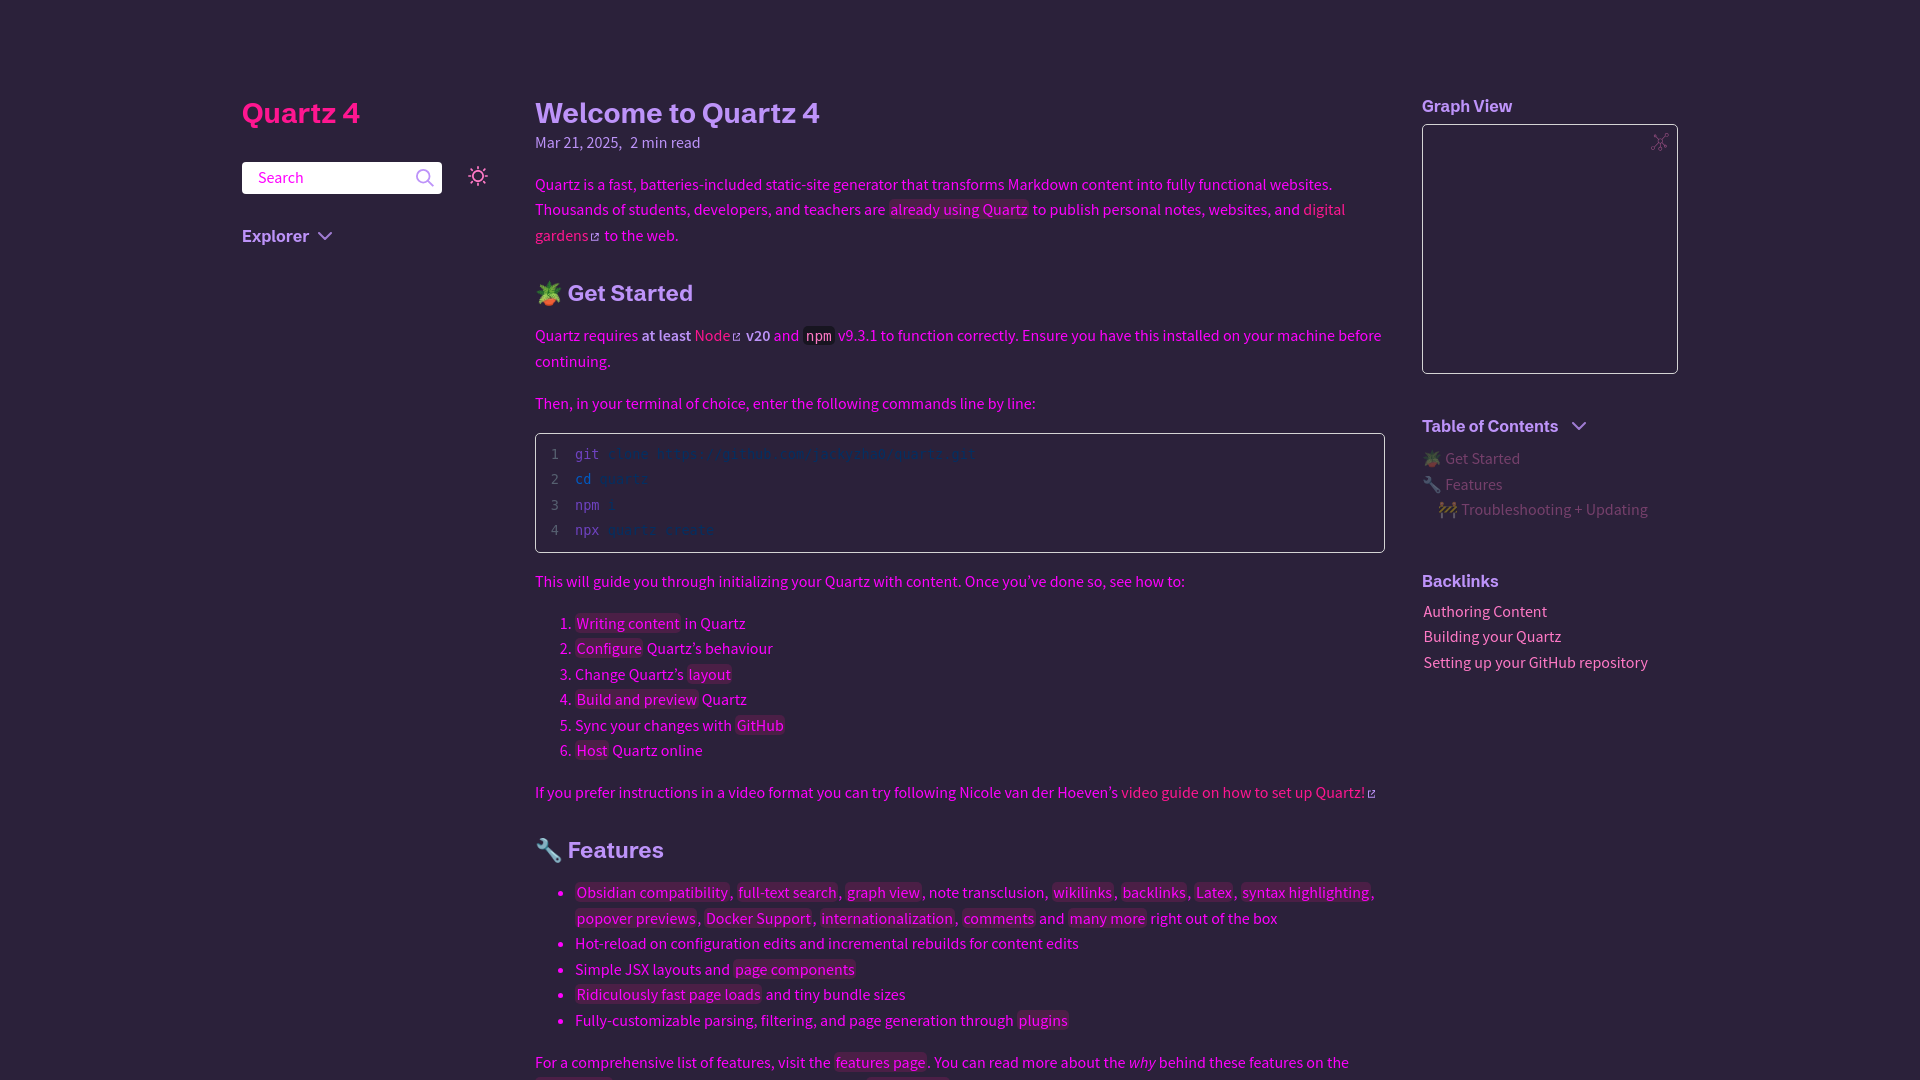 Quartz 4
Search
Explorer
Welcome to Quartz 4
Mar 21, 2025, 2 min read
Quartz is a fast, batteries-included static-site generator that transforms Markdown content into fully functional websites.
Thousands of students, developers, and teachers are already using Quartz to publish personal notes, websites, and digital
gardens to the web.
🪴 Get Started
Quartz requires at least Node v20 and npm v9.3.1 to function correctly. Ensure you have this installed on your machine before
continuing.
Then, in your terminal of choice, enter the following commands line by line:
1 git
2 cd
3 npm
4 npx
This will guide you through initializing your Quartz with content. Once you’ve done so, see how to:
1. Writing content in Quartz
2. Configure Quartz’s behaviour
3. Change Quartz’s layout
4. Build and preview Quartz
5. Sync your changes with GitHub
6. Host Quartz online
If you prefer instructions in a video format you can try following Nicole van der Hoeven’s video guide on how to set up Quartz!
🔧 Features
• Obsidian compatibility, full-text search, graph view, note transclusion, wikilinks, backlinks, Latex, syntax highlighting,
popover previews, Docker Support, internationalization, comments and many more right out of the box
• Hot-reload on configuration edits and incremental rebuilds for content edits
• Simple JSX layouts and page components
• Ridiculously fast page loads and tiny bundle sizes
• Fully-customizable parsing, filtering, and page generation through plugins
For a comprehensive list of features, visit the features page. You can read more about the why behind these features on the
Graph View
Table of Contents
🪴 Get Started
🔧 Features
🚧 Troubleshooting + Updating
Backlinks
Authoring Content
Building your Quartz
Setting up your GitHub repository